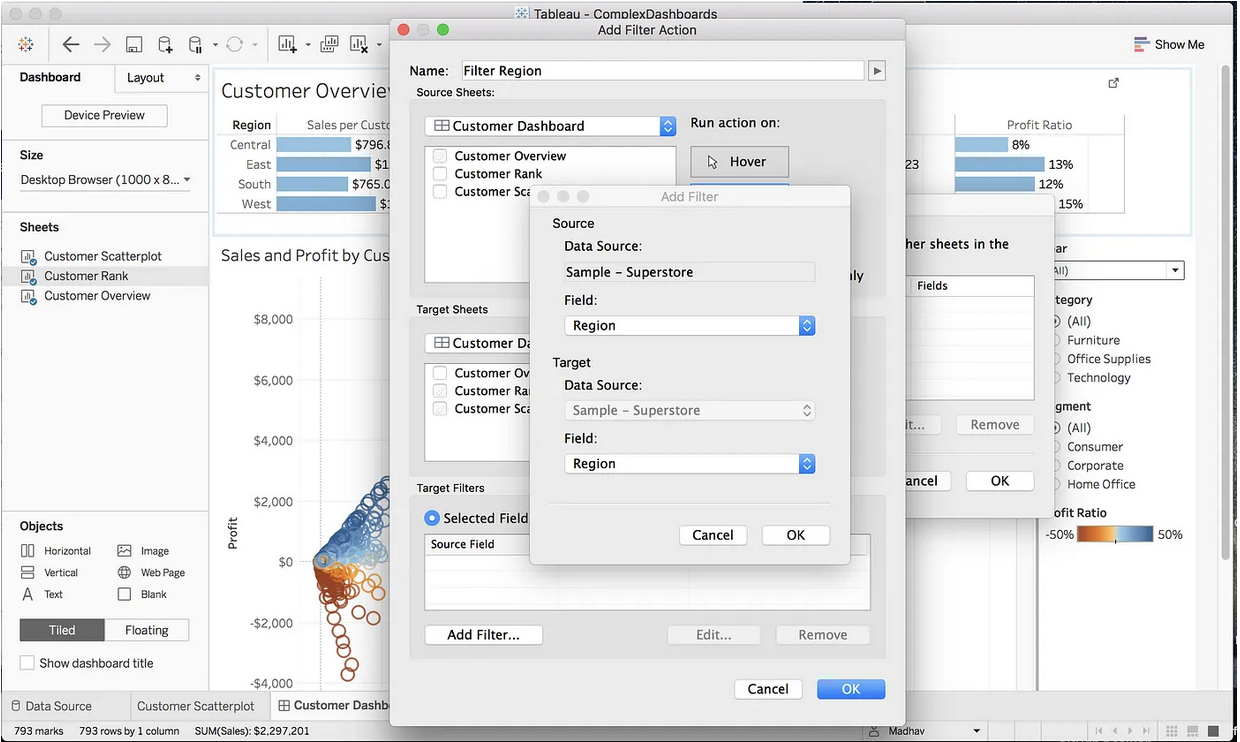 Tableau - ComplexDashboards
Add Filter Action
Show Me
Dashboard
Layout
Device Preview
Size
Desktop Browser (1000 x 8...
Sheets
Customer Scatterplot
Customer Rank
Customer Overview
Objects
Horizontal
Image
Vertical
Web Page
Text
Blank
Tiled
Floating
Show dashboard title
Customer Overview
Region
Sales per Custo
Central
$796.8
East
$1
South
$765.0
West
$1
Sales and Profit by Cus
Profit
$8,000
$6,000
$4,000
$2,000
$0
-$2,000
-$4,000
Name: Filter Region
Source Sheets:
Customer Dashboard
Customer Overview
Customer Rank
Customer Sca
Run action on:
Hover
nly
Target Sheets
Customer Da
Customer Ov
Customer Ra
Customer Sca
Target Filters
Selected Field
Source Field
Add Filter...
Edit...
Remove
Cancel
OK
Add Filter
Source
Data Source:
Sample - Superstore
Field:
Region
Target
Data Source:
Sample - Superstore
Field:
Region
Cancel
OK
her sheets in the
Fields
it...
Remove
ancel
OK
Profit Ratio
8%
23
13%
12%
15%
ar
All)
tegory
(All)
Furniture
Office Supplies
Technology
gment
(All)
Consumer
Corporate
Home Office
ofit Ratio
-50%
50%
Data Source
Customer Scatterplot
Customer Dashb
793 marks
793 rows by 1 column
SUM(Sales): $2,297,201
Madhav